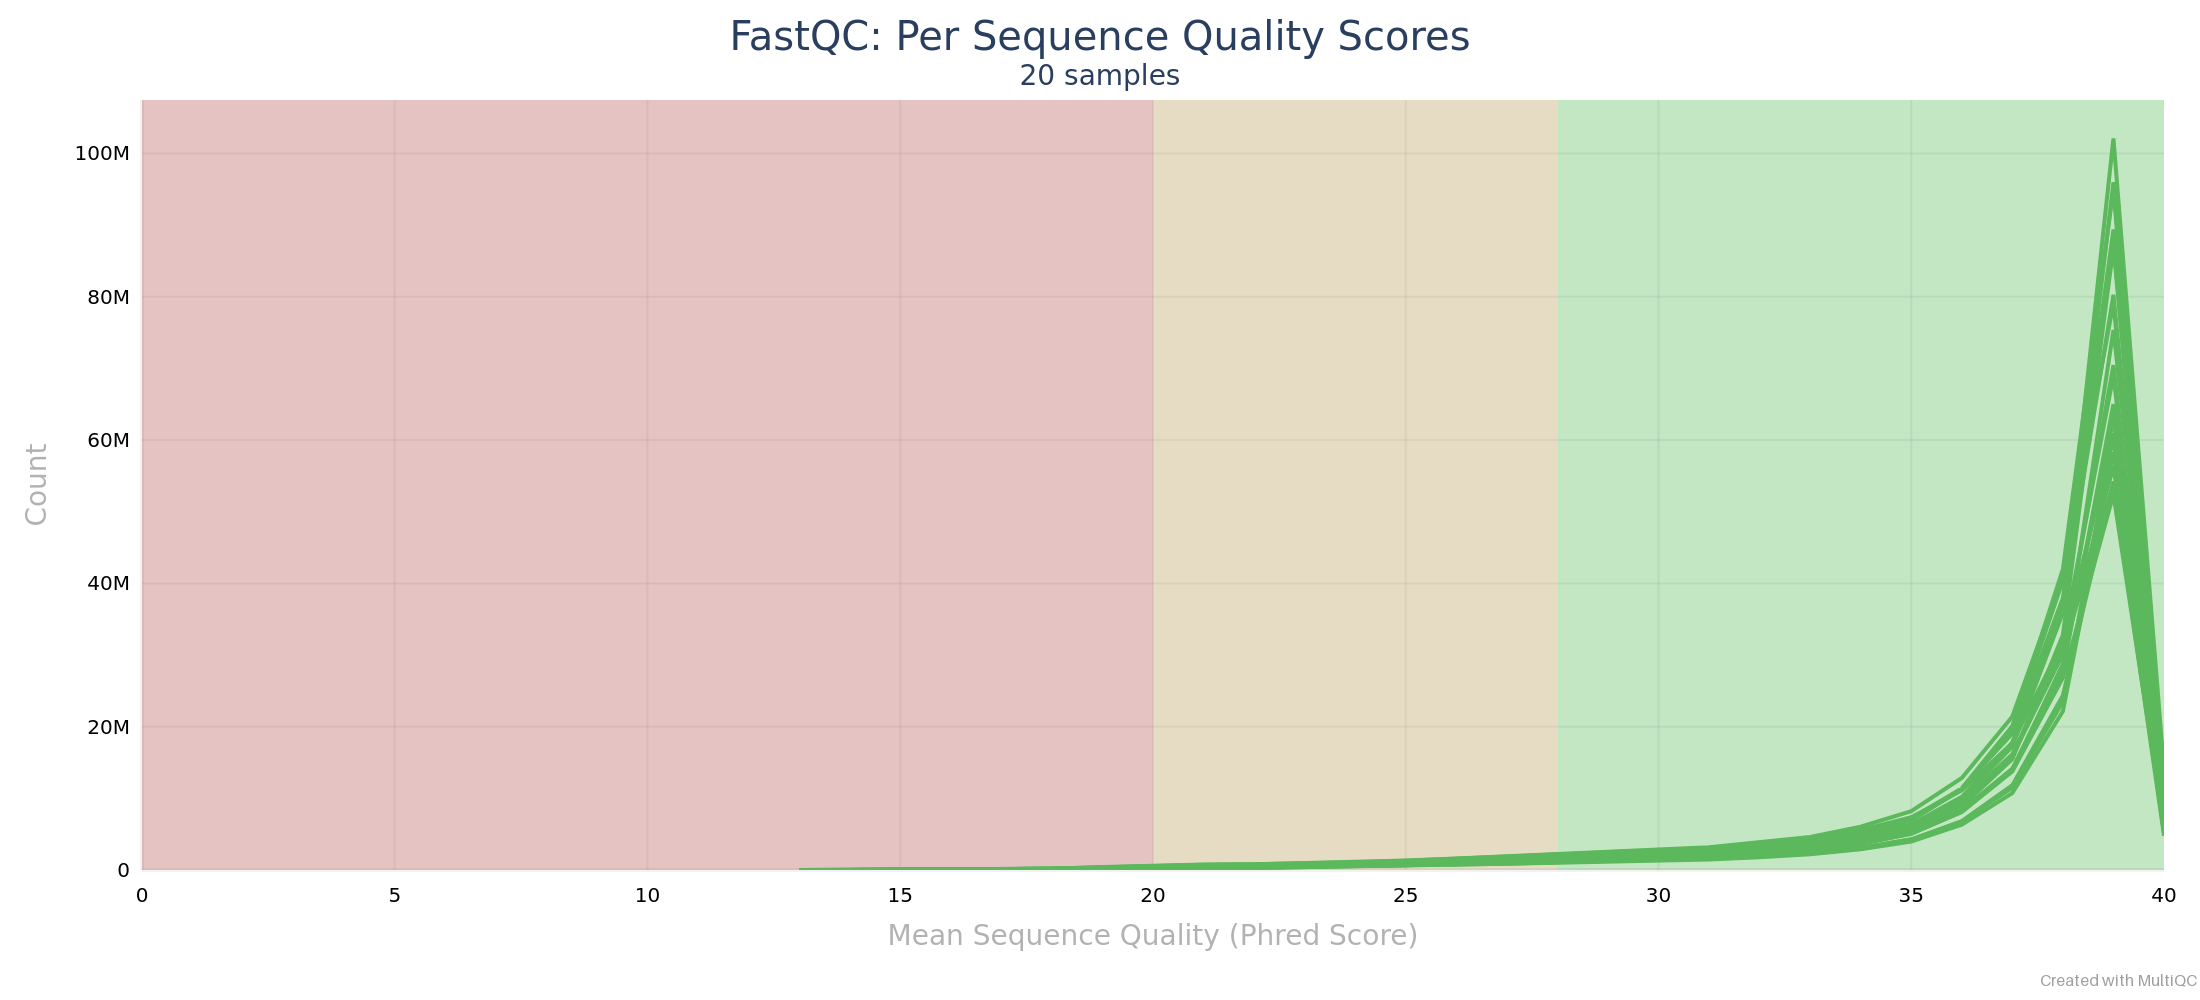 FastQC: Per Sequence Quality Scores
20 samples
100M
80M
60M
40M
20M
0
Count
0 5 10 15 20 25 30 35 40
Mean Sequence Quality (Phred Score)
Created with MultiQC